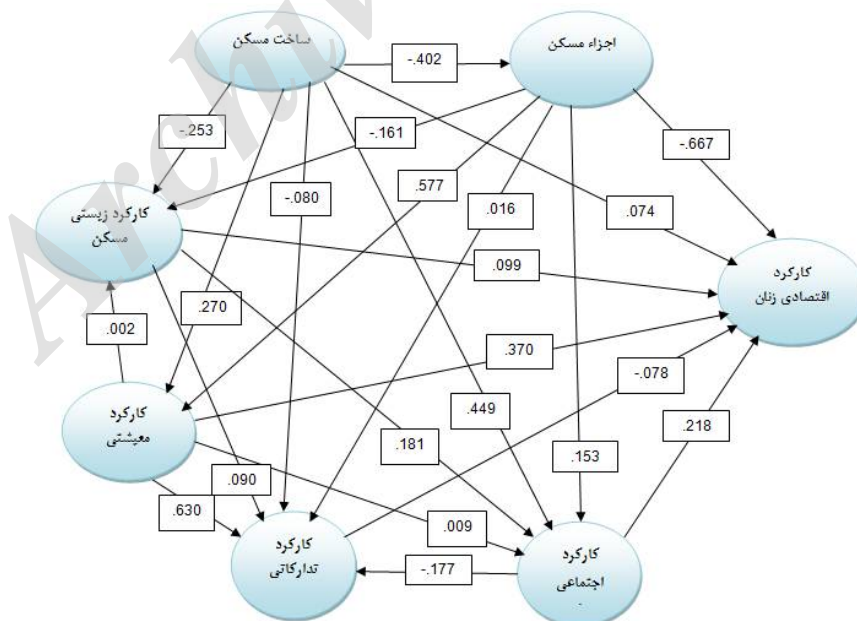 ساخت مسکن
اجزاء مسکن
-.402
-.253
-.161
-.667
-.080
.577
.016
.074
کارکرد زیستی
مسکن
.099
کارکرد
اقتصادی زنان
.002
.270
.370
-.078
کارکرد
معیشتی
.449
.218
.181
.153
.090
.630
.009
کارکرد
تدارکاتی
-.177
کارکرد
اجتماعی